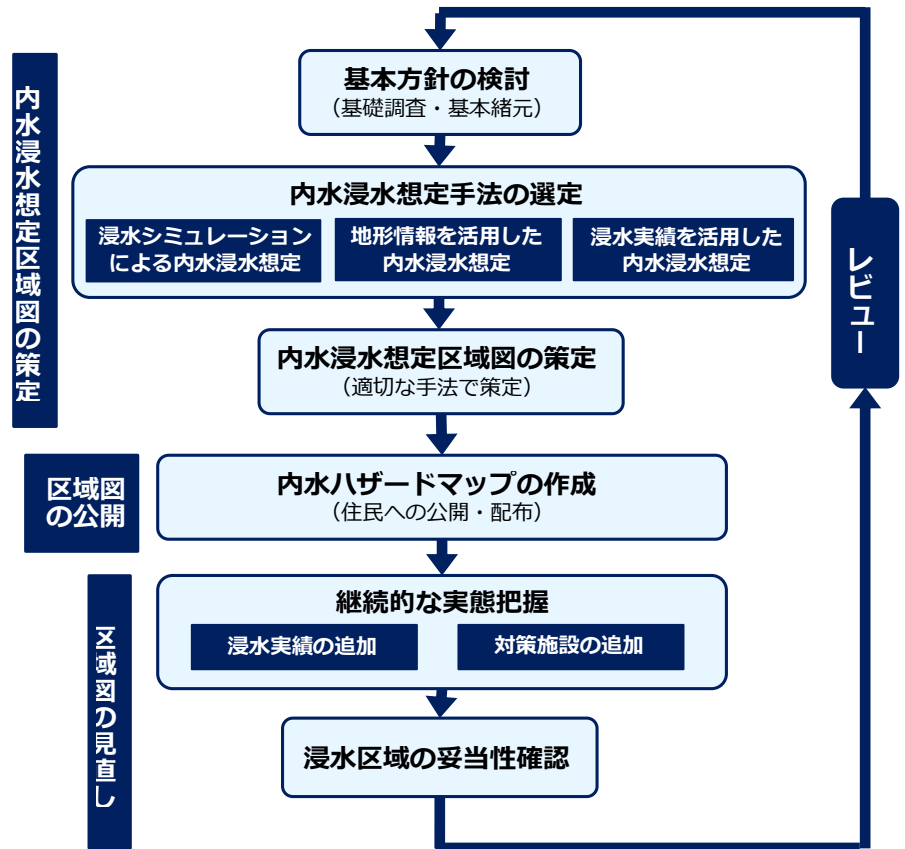 内水浸水想定区域図の策定
基本方針の検討
（基礎調査・基本緒元）
内水浸水想定手法の選定
浸水シミュレーション
による内水浸水想定
地形情報を活用した
内水浸水想定
浸水実績を活用した
内水浸水想定
内水浸水想定区域図の策定
（適切な手法で策定）
区域図
の公開
内水ハザードマップの作成
（住民への公開・配布）
区域図の見直し
継続的な実態把握
浸水実績の追加
対策施設の追加
浸水区域の妥当性確認
レビュー